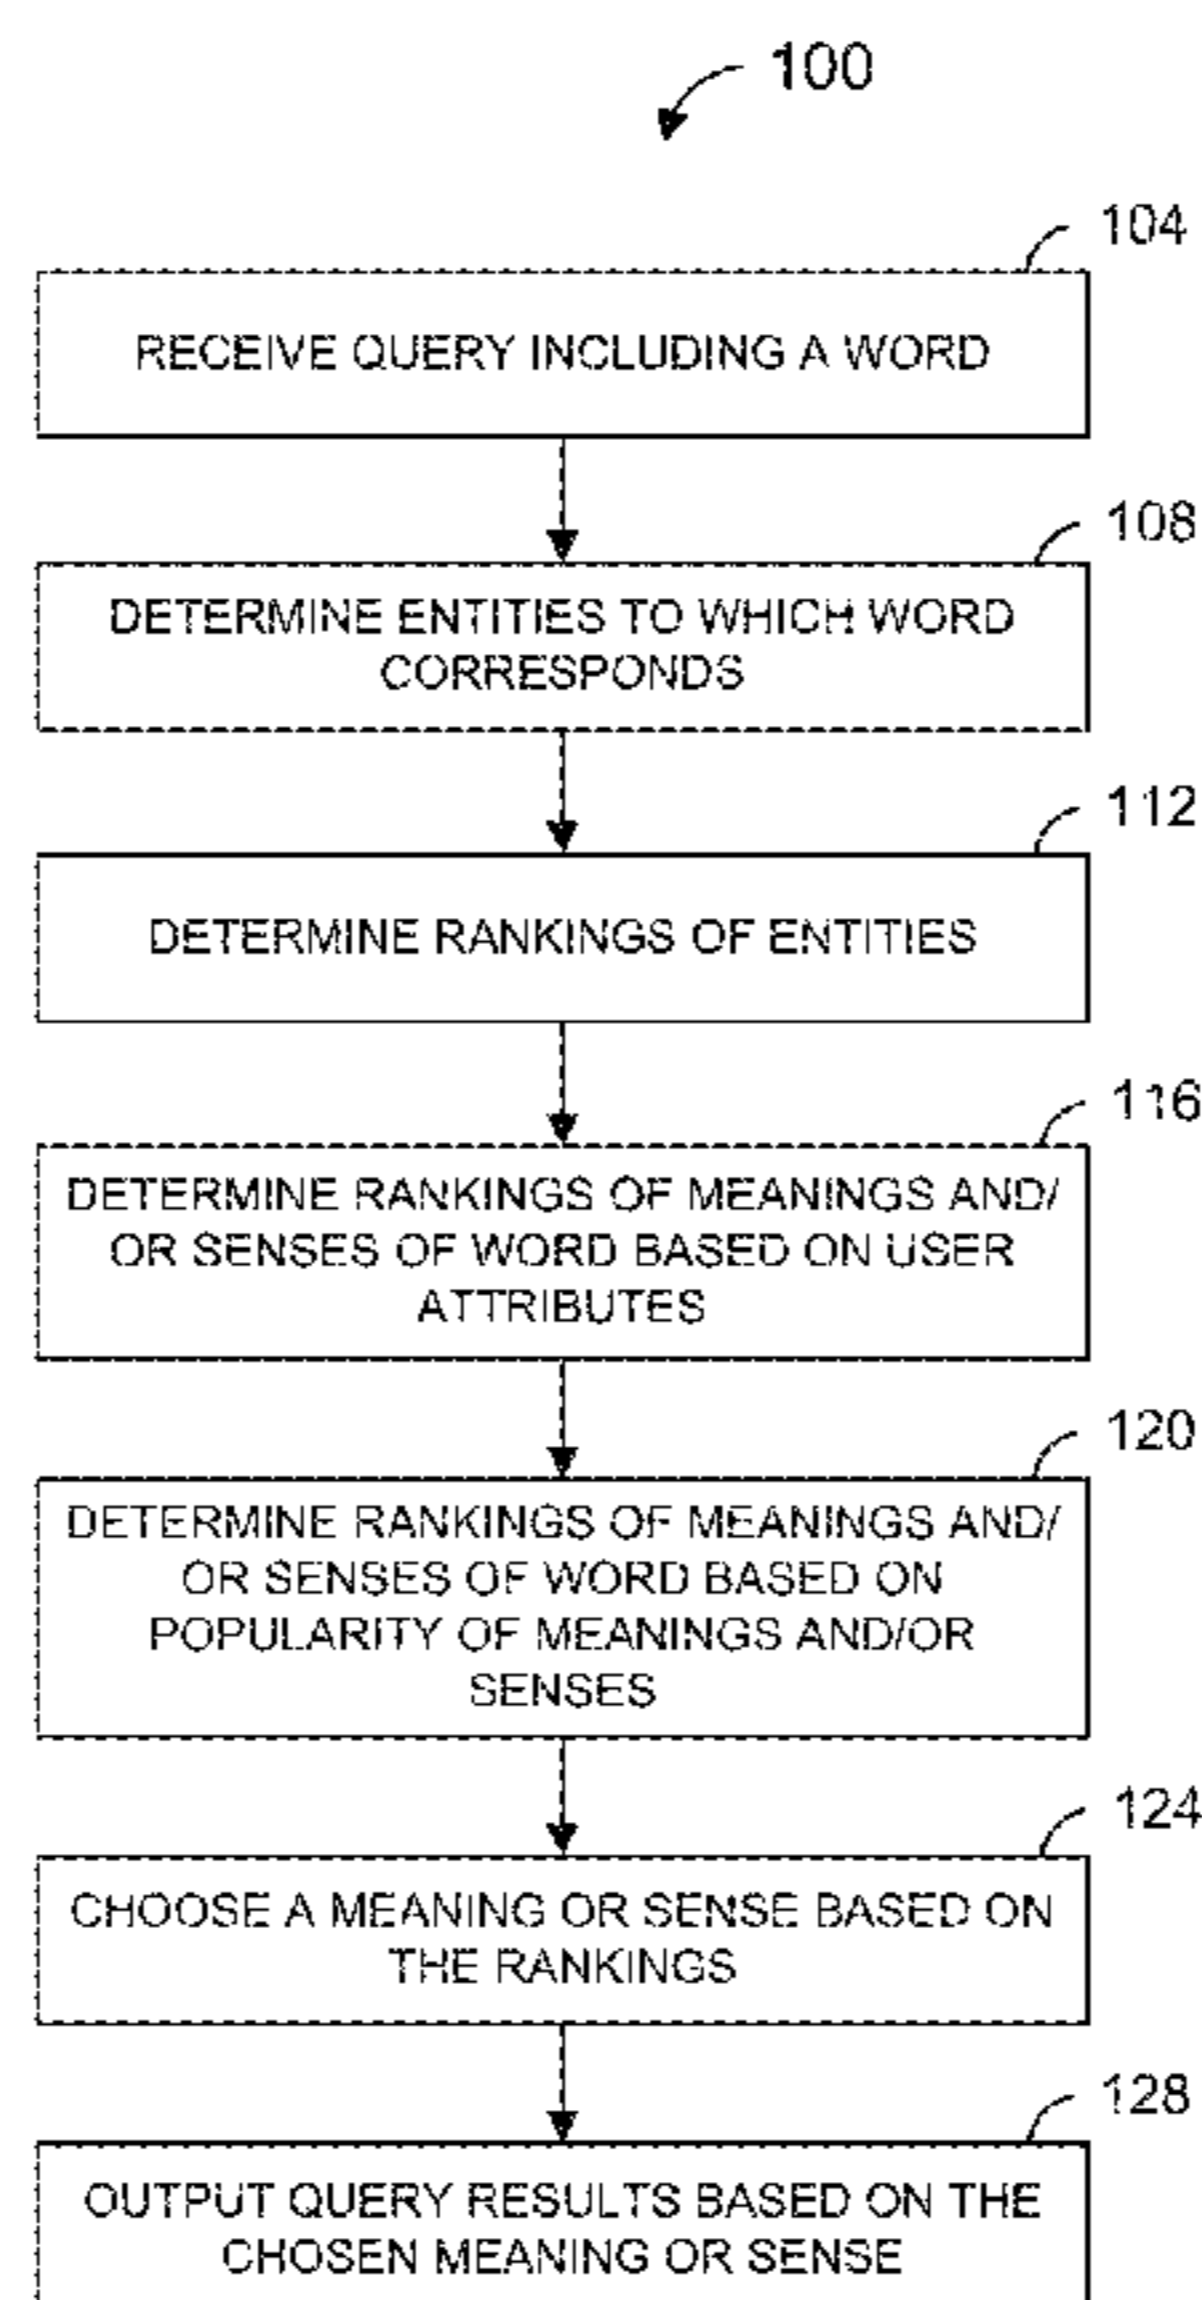 100
104
RECEIVE QUERY INCLUDING A WORD
108
DETERMINE ENTITIES TO WHICH WORD
CORRESPONDS
112
DETERMINE RANKINGS OF ENTITIES
116
DETERMINE RANKINGS OF MEANINGS AND/
OR SENSES OF WORD BASED ON USER
ATTRIBUTES
120
DETERMINE RANKINGS OF MEANINGS AND/
OR SENSES OF WORD BASED ON
POPULARITY OF MEANINGS AND/OR
SENSES
124
CHOOSE A MEANING OR SENSE BASED ON
THE RANKINGS
128
OUTPUT QUERY RESULTS BASED ON THE
CHOSEN MEANING OR SENSE